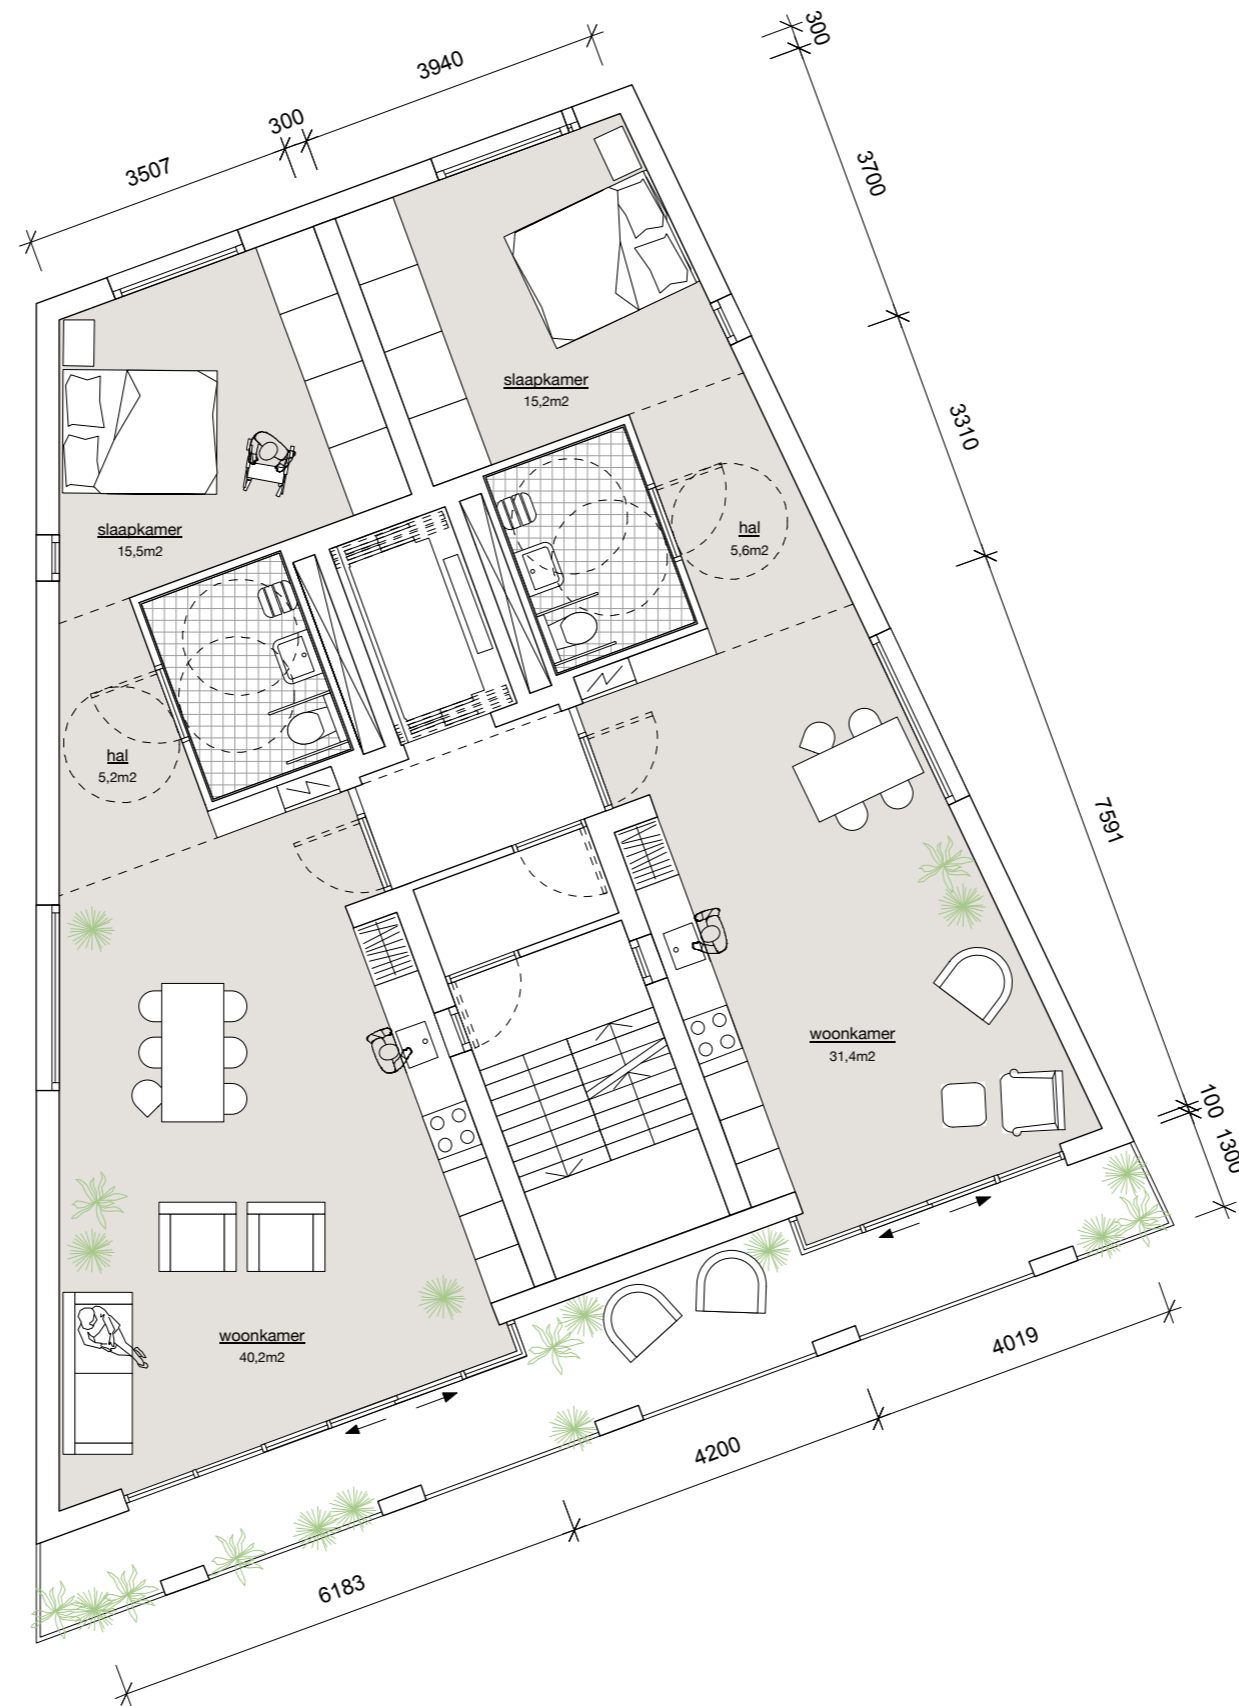 300
3940
300
3507
3700
slaapkamer
15,2m2
3310
slaapkamer
15,5m2
hal
5,6m2
hal
5,2m2
7591
woonkamer
31,4m2
100
1300
woonkamer
40,2m2
4019
4200
6183